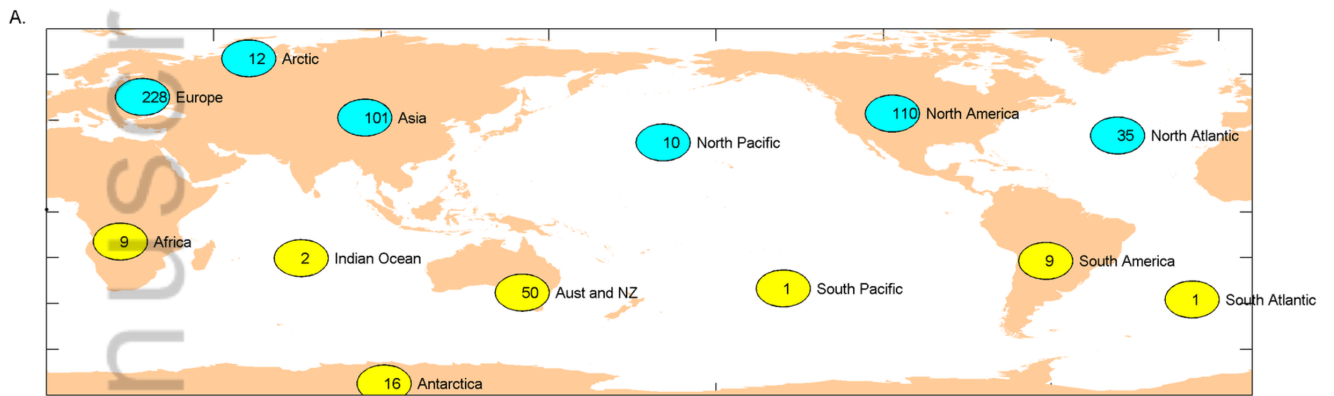 A.
12 Arctic
228 Europe
101 Asia
110 North America
35 North Atlantic
10 North Pacific
9 Africa
2 Indian Ocean
50 Aust and NZ
1 South Pacific
9 South America
1 South Atlantic
16 Antarctica
nuscr